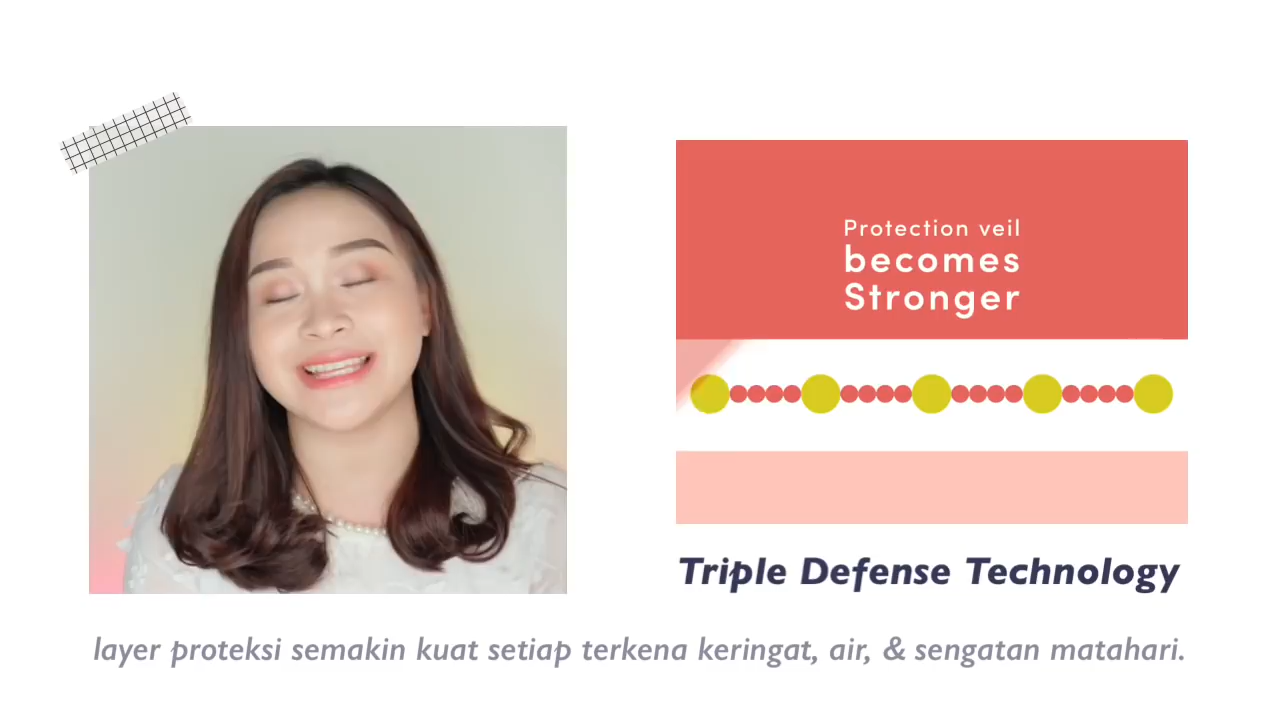 Protection veil
becomes
Stronger
Triple Defense Technology
layer proteksi semakin kuat setiap terkena keringat, air, & sengatan matahari.